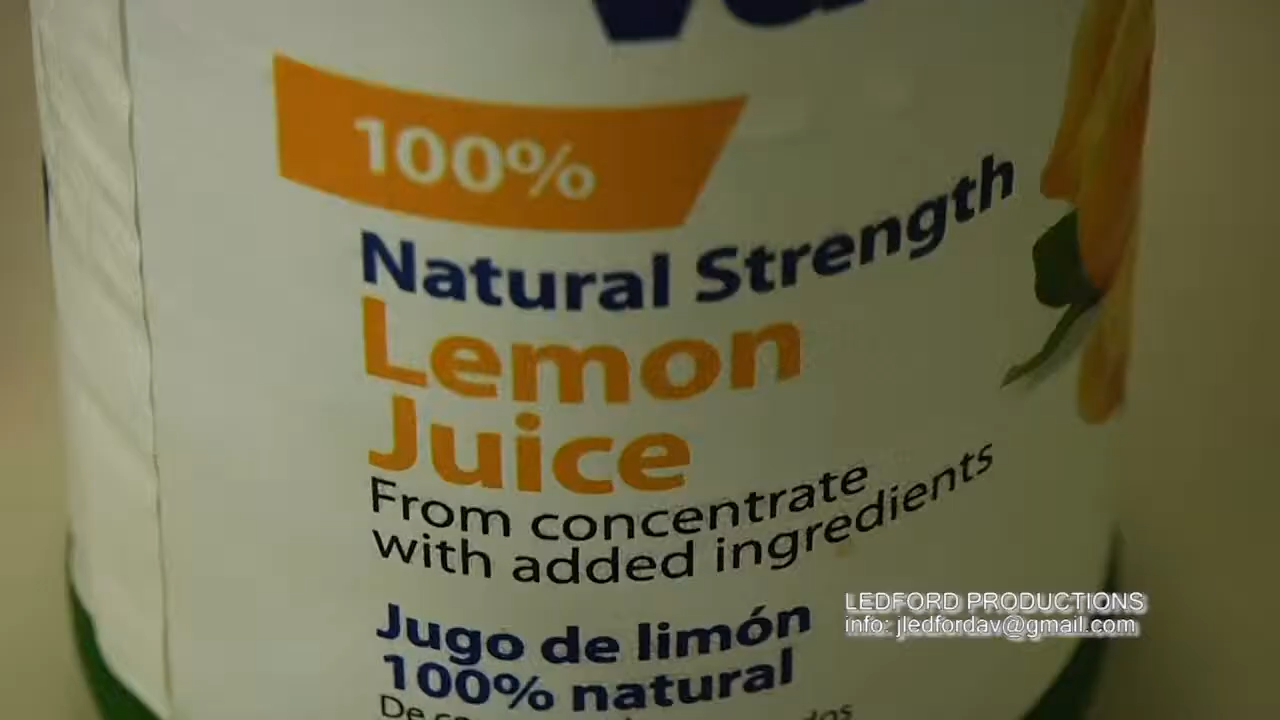 100%
Natural Strength
Lemon
Juice
From concentrate
with added ingredients
Jugo de limón
100% natural
De
LEDFORD PRODUCTIONS
info: jledfordav@gmail.com